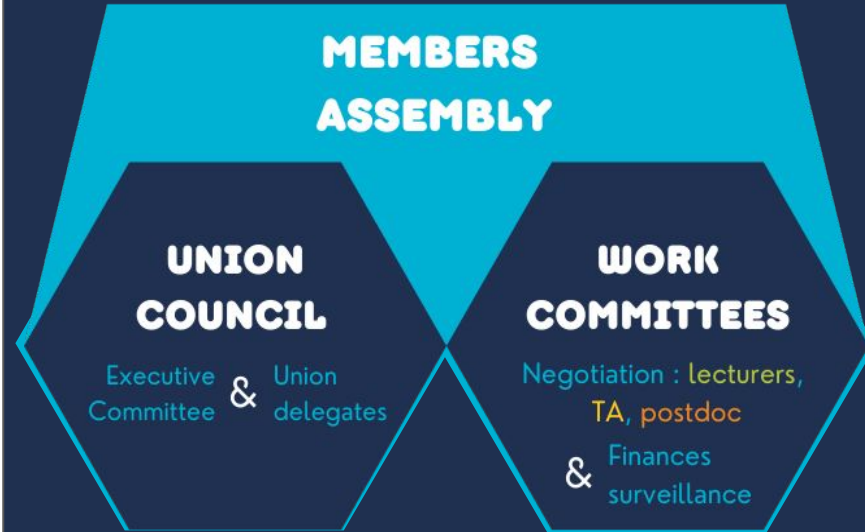 MEMBERS
ASSEMBLY
UNION
COUNCIL
Executive
Committee
&
Union
delegates
WORK
COMMITTEES
Negotiation : lecturers,
TA, postdoc
&
Finances
surveillance